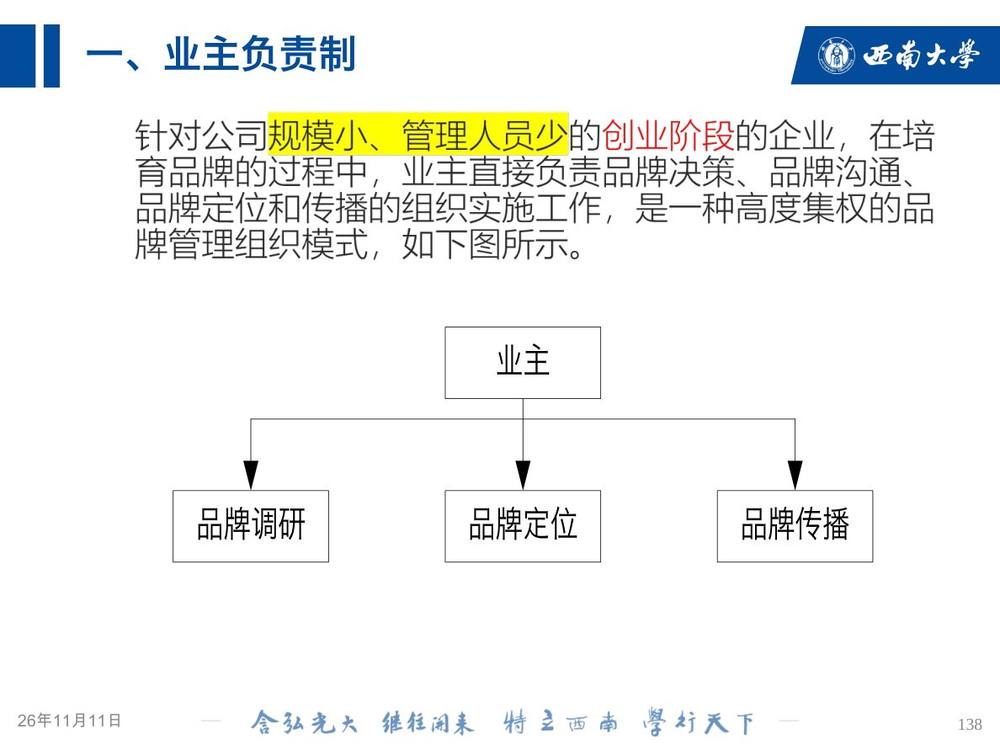 一、业主负责制
西南大学
针对公司规模小、管理人员少的创业阶段的企业，在培
育品牌的过程中，业主直接负责品牌决策、品牌沟通、
品牌定位和传播的组织实施工作，是一种高度集权的品
牌管理组织模式，如下图所示。
业主
品牌调研
品牌定位
品牌传播
26年11月11日
含弘光大 继往开来 特立西南 学行天下
138